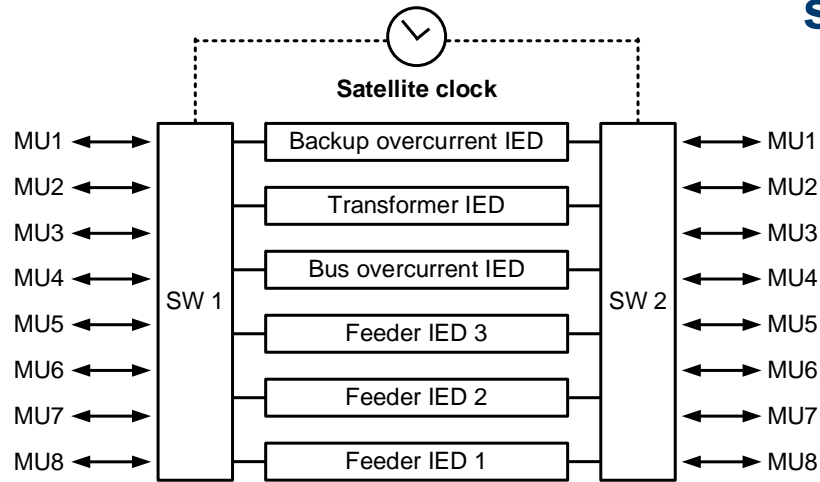 S
Satellite clock
MU1
MU2
MU3
MU4
MU5
MU6
MU7
MU8
SW 1
Backup overcurrent IED
Transformer IED
Bus overcurrent IED
Feeder IED 3
Feeder IED 2
Feeder IED 1
SW 2
MU1
MU2
MU3
MU4
MU5
MU6
MU7
MU8